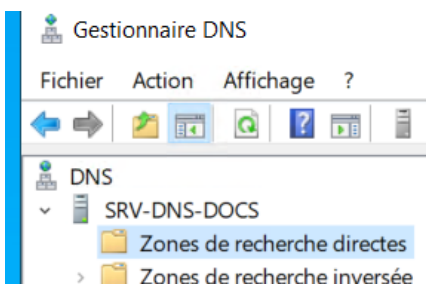 Gestionnaire DNS
Fichier Action Affichage ?
DNS
SRV-DNS-DOCS
Zones de recherche directes
Zones de recherche inversée